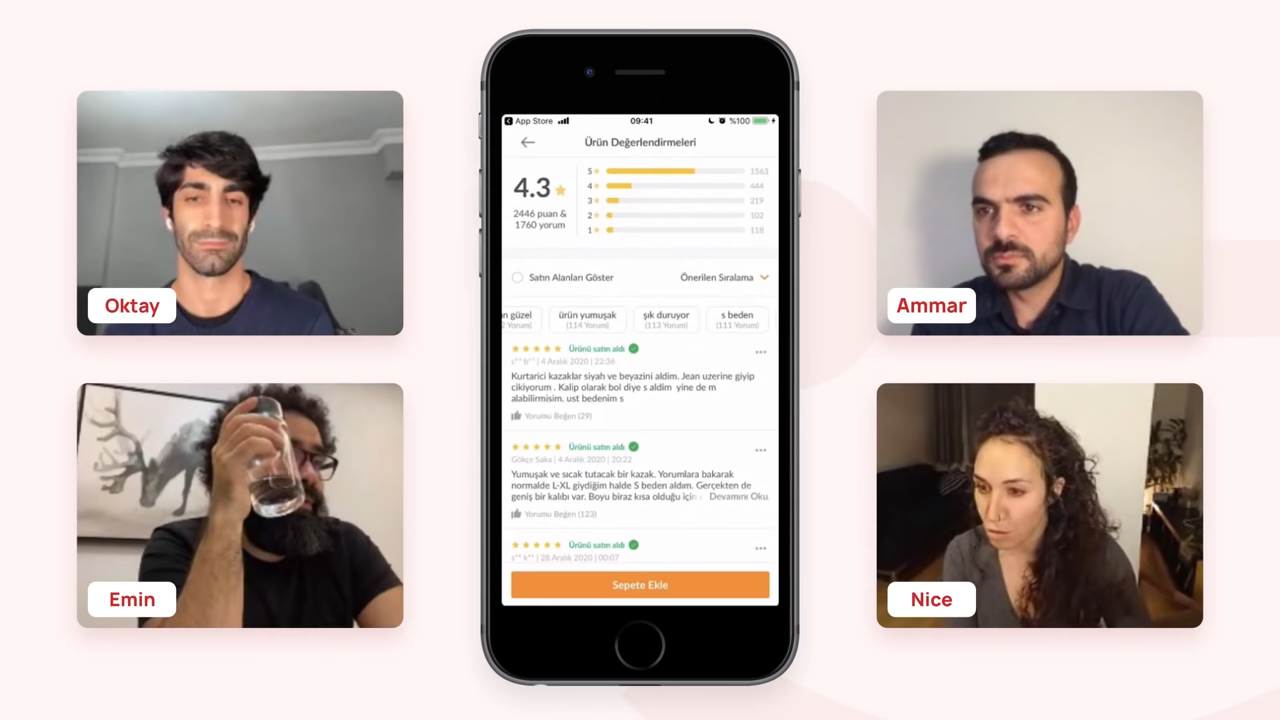 Oktay
Emin
App Store
09:41
%100
Ürün Değerlendirmeleri
4.3
2446 puan &
1760 yorum
5 1563
4 444
3 219
2 102
1 118
Satın Alanları Göster
Önerilen Sıralama
n güzel
ürün yumuşak
şık duruyor
s beden
Yorum)
(114 Yorum)
(113 Yorum)
(111 Yorum)
Ürünü satın aldı
s** b** | 4 Aralık 2020 | 22:36
Kurtarici kazaklar siyah ve beyazini aldim. Jean uzerine giyip
cikiyorum . Kalip olarak bol diye s aldim yine de m
alabilirmisim. ust bedenim s
Yorumu Beğen (29)
Ürünü satın aldı
Gökçe Saka | 4 Aralık 2020 | 20:22
Yumuşak ve sıcak tutacak bir kazak. Yorumlara bakarak
normalde L-XL giydiğim halde S beden aldım. Gerçekten de
geniş bir kalıbı var. Boyu biraz kısa olduğu için Devamını Oku.
Yorumu Beğen (123)
Ürünü satın aldı
s** k** | 28 Aralık 2020 | 00:07
Sepete Ekle
Ammar
Nice